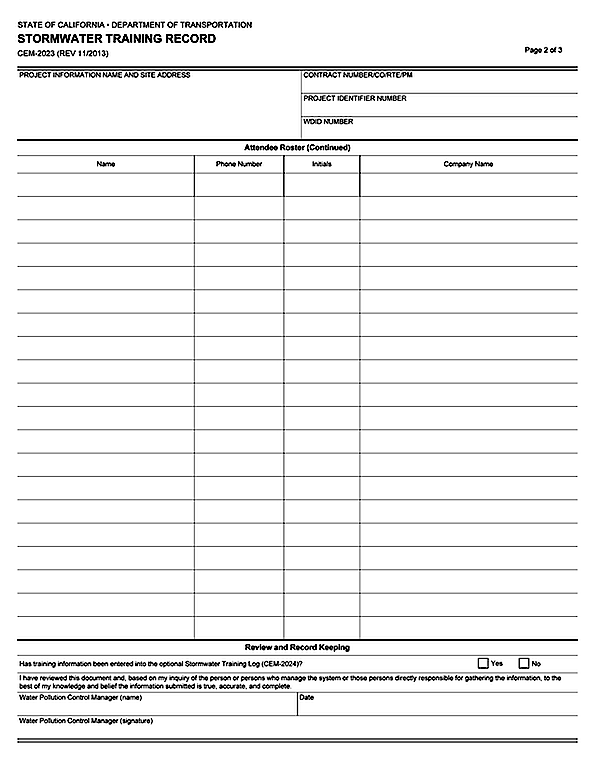 STATE OF CALIFORNIA • DEPARTMENT OF TRANSPORTATION
STORMWATER TRAINING RECORD
CEM-2023 (REV 11/2013)
Page 2 of 3
PROJECT INFORMATION NAME AND SITE ADDRESS
CONTRACT NUMBER/CO/RTE/PM
PROJECT IDENTIFIER NUMBER
WDID NUMBER
Attendee Roster (Continued)
Name Phone Number Initials Company Name
Review and Record Keeping
Has training information been entered into the optional Stormwater Training Log (CEM-2024)? Yes No
I have reviewed this document and, based on my inquiry of the person or persons who manage the system or those persons directly responsible for gathering the information, to the
best of my knowledge and belief the information submitted is true, accurate, and complete.
Water Pollution Control Manager (name) Date
Water Pollution Control Manager (signature)